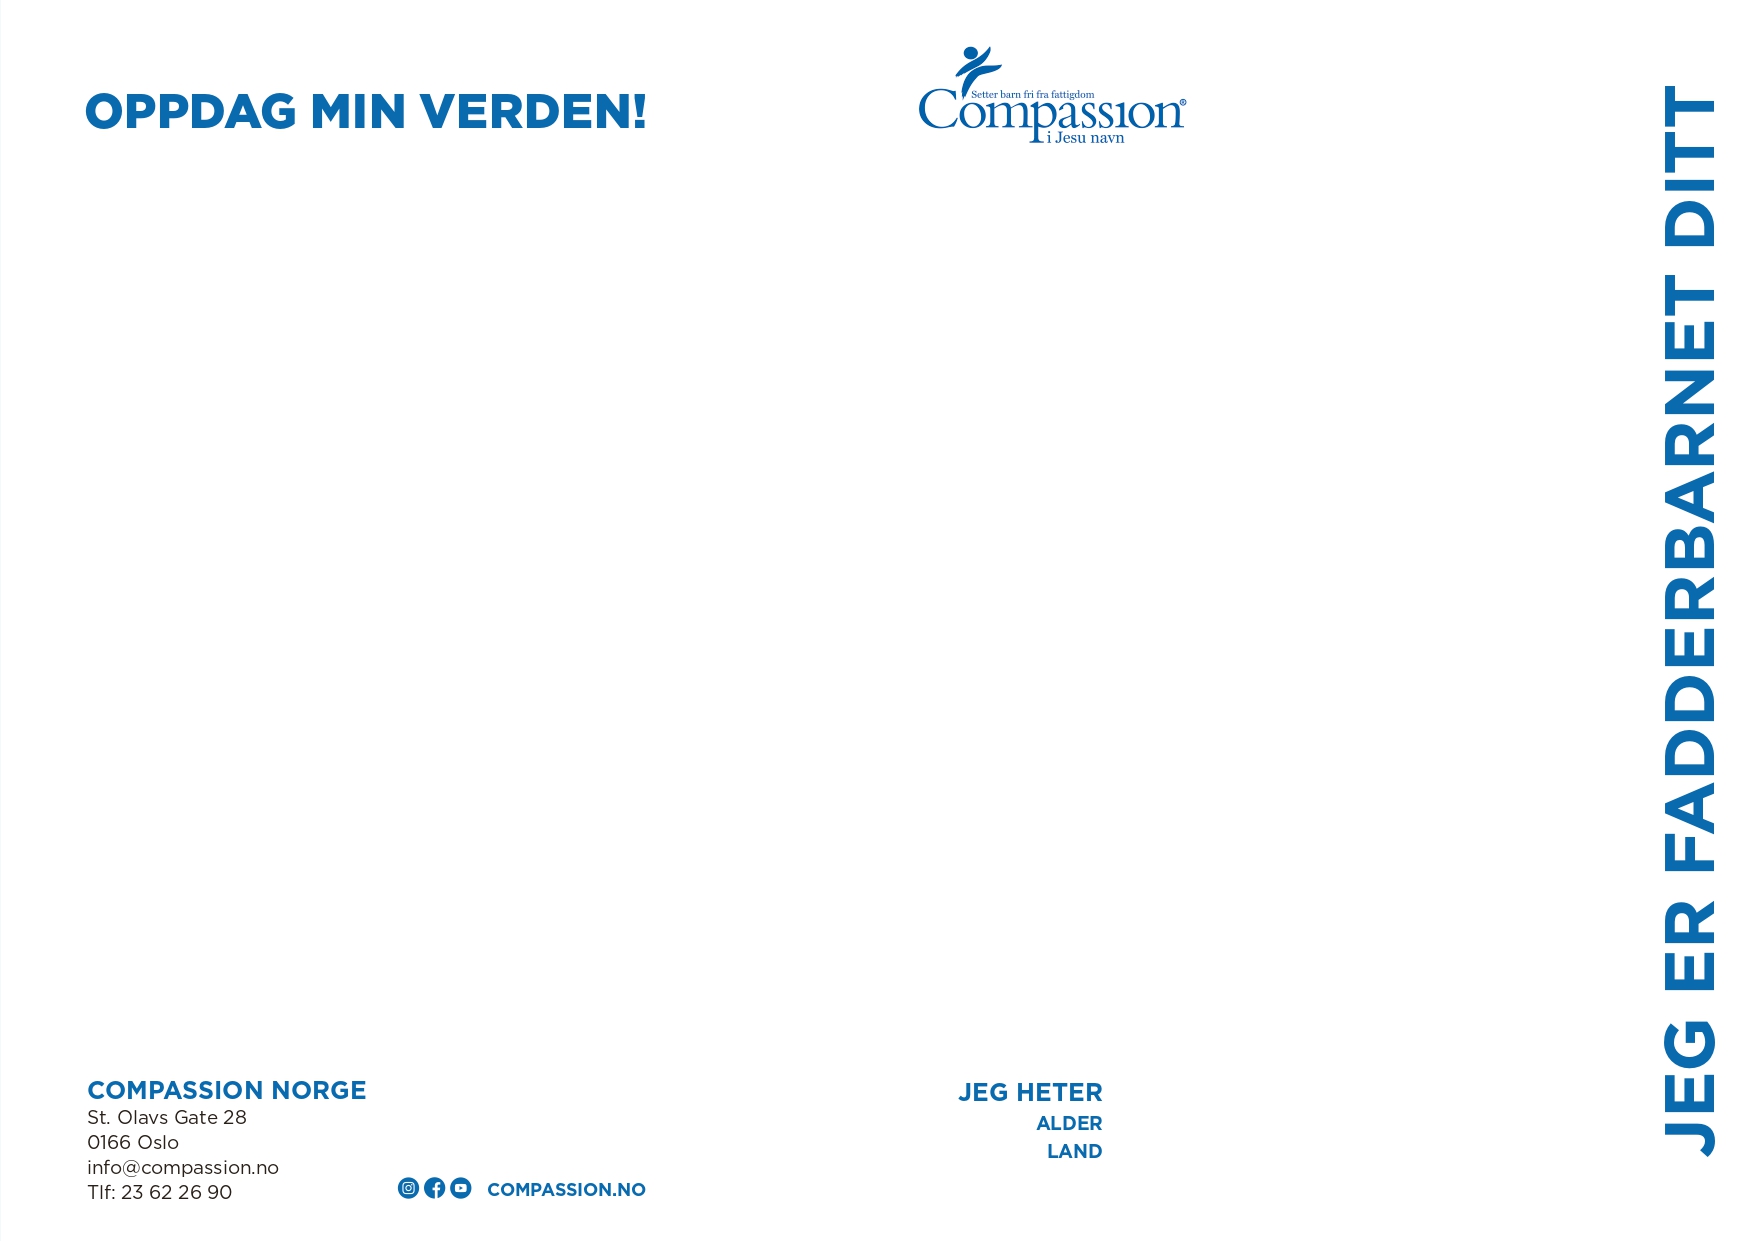 OPPDAG MIN VERDEN!
COMPASSION NORGE
St. Olavs Gate 28
0166 Oslo
info@compassion.no
Tlf: 23 62 26 90
COMPASSION.NO
Setter barn fri fra fattigdom
Compassion®
i Jesu navn
JEG HETER
ALDER
LAND
JEG ER FADDERBARNET DITT